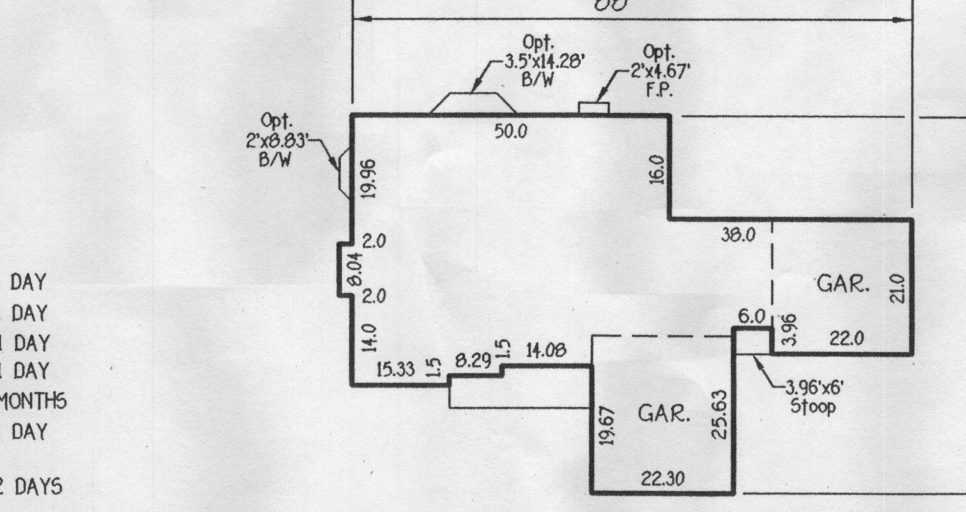 Opt.
3.5'x14.28'
B/W
Opt.
2'x4.67'
F.P.
Opt.
2'x8.83'
B/W
50.0
19.96
16.0
2.0
8.04
2.0
38.0
GAR.
21.0
DAY
DAY
DAY
DAY
MONTHS
DAY
2 DAYS
14.0
15.33
1.5
8.29
1.5
14.08
6.0
3.96
22.0
3.96'x6'
Stoop
19.67
GAR.
25.63
22.30